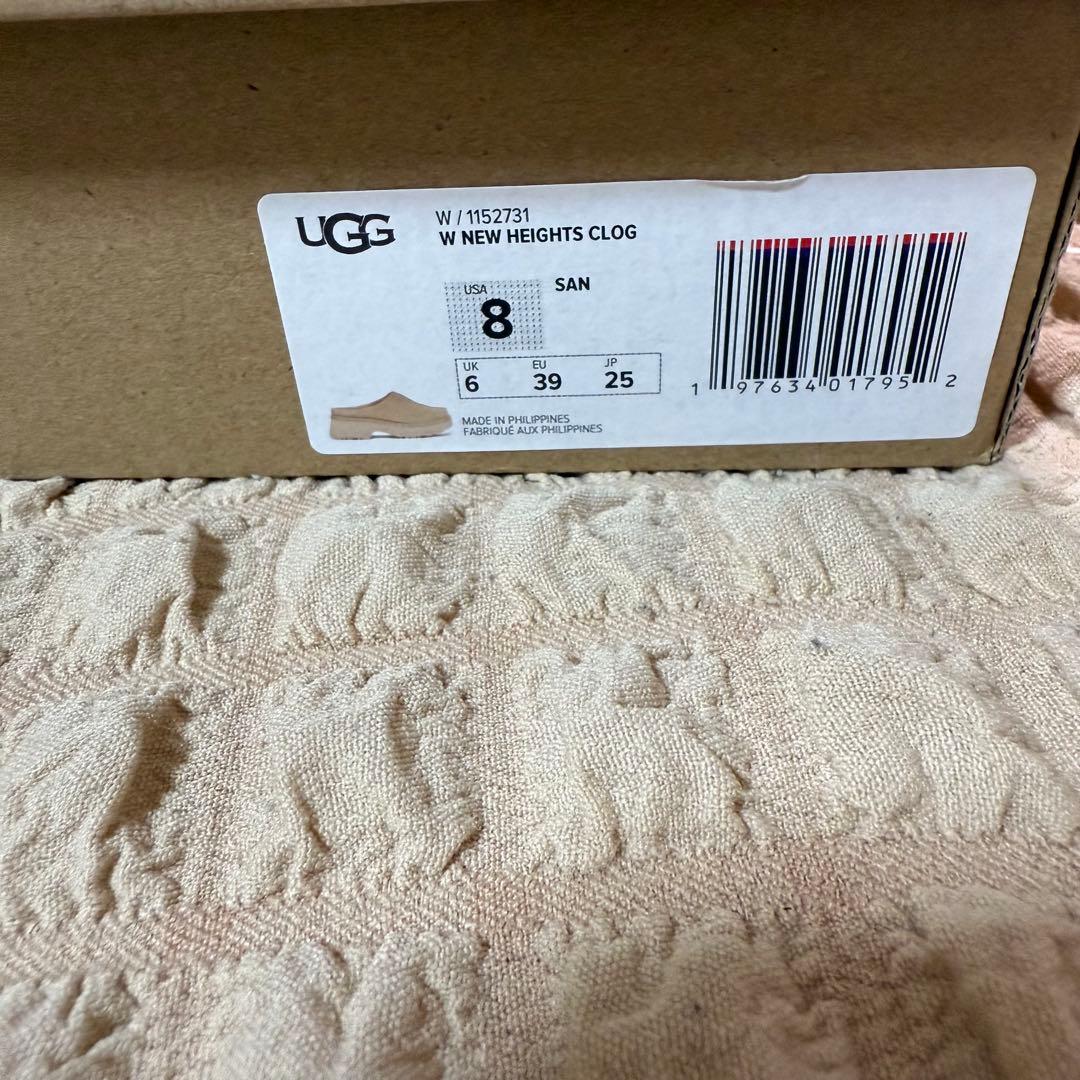 UGG
W / 1152731
W NEW HEIGHTS CLOG
USA
8
SAN
UK EU JP
6 39 25
MADE IN PHILIPPINES
FABRIQUÉ AUX PHILIPPINES
1 97634 01795 2